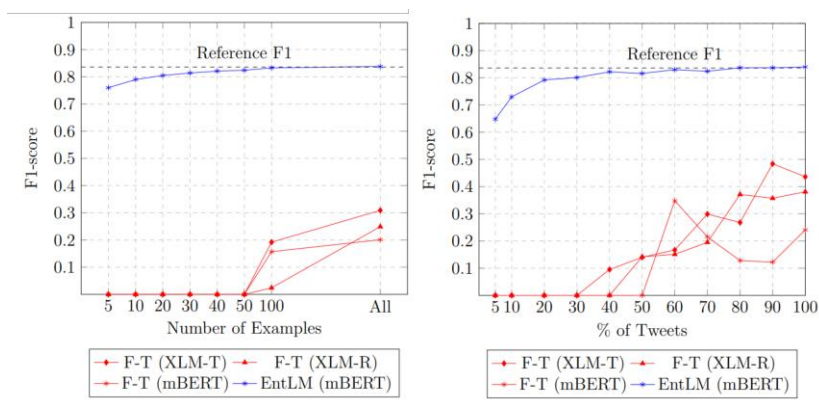 1
0.9
0.8
0.7
0.6
0.5
0.4
0.3
0.2
0.1
F1-score
Reference F1
5 10 20 30 40 50 100 All
Number of Examples
F-T (XLM-T) F-T (XLM-R)
F-T (mBERT) EntLM (mBERT)
1
0.9
0.8
0.7
0.6
0.5
0.4
0.3
0.2
0.1
F1-score
Reference F1
5 10 20 30 40 50 60 70 80 90 100
% of Tweets
F-T (XLM-T) F-T (XLM-R)
F-T (mBERT) EntLM (mBERT)